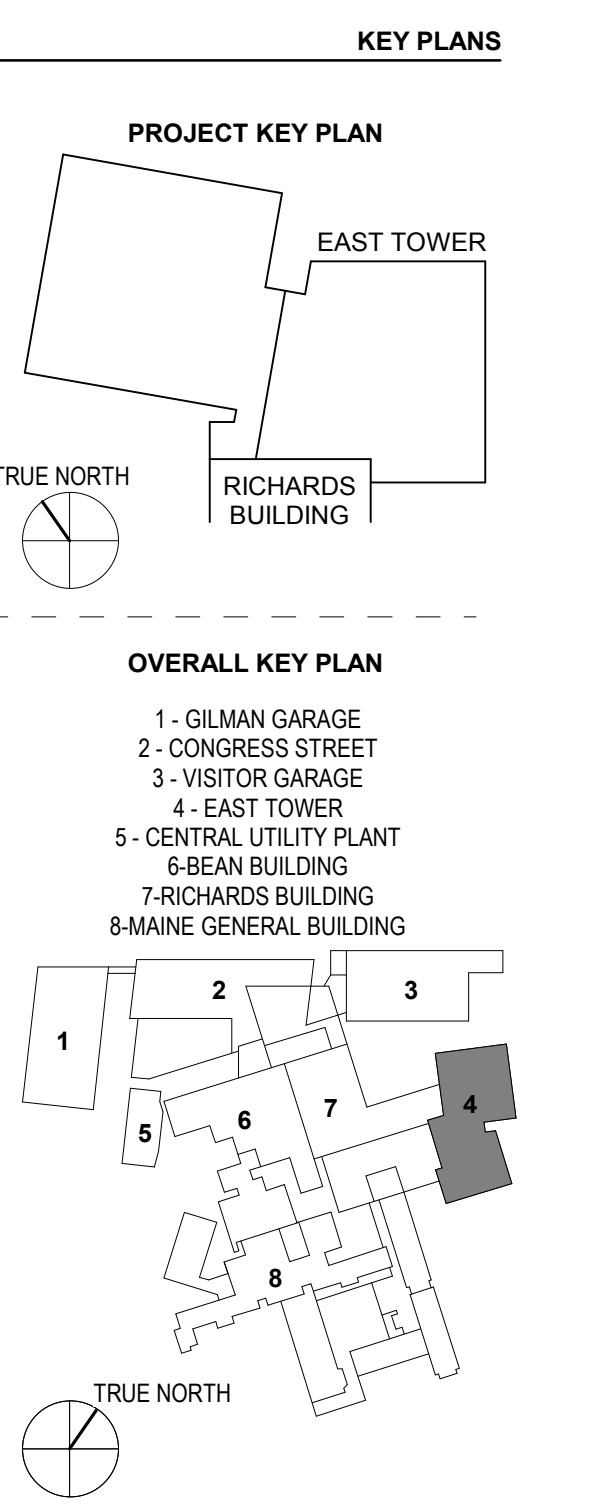 KEY PLANS
PROJECT KEY PLAN
EAST TOWER
TRUE NORTH
RICHARDS
BUILDING
OVERALL KEY PLAN
1 - GILMAN GARAGE
2 - CONGRESS STREET
3 - VISITOR GARAGE
4 - EAST TOWER
5 - CENTRAL UTILITY PLANT
6-BEAN BUILDING
7-RICHARDS BUILDING
8-MAINE GENERAL BUILDING
2
3
1
4
7
6
5
8
TRUE NORTH